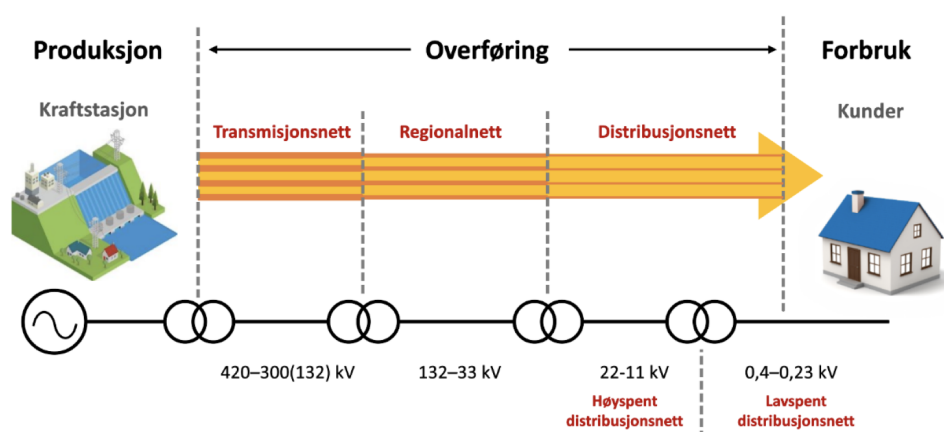 Produksjon
Overføring
Forbruk
Kraftstasjon
Kunder
Transmisjonsnett
Regionalnett
Distribusjonsnett
420–300(132) kV
132–33 kV
22-11 kV
0,4–0,23 kV
Høyspent
distribusjonsnett
Lavspent
distribusjonsnett